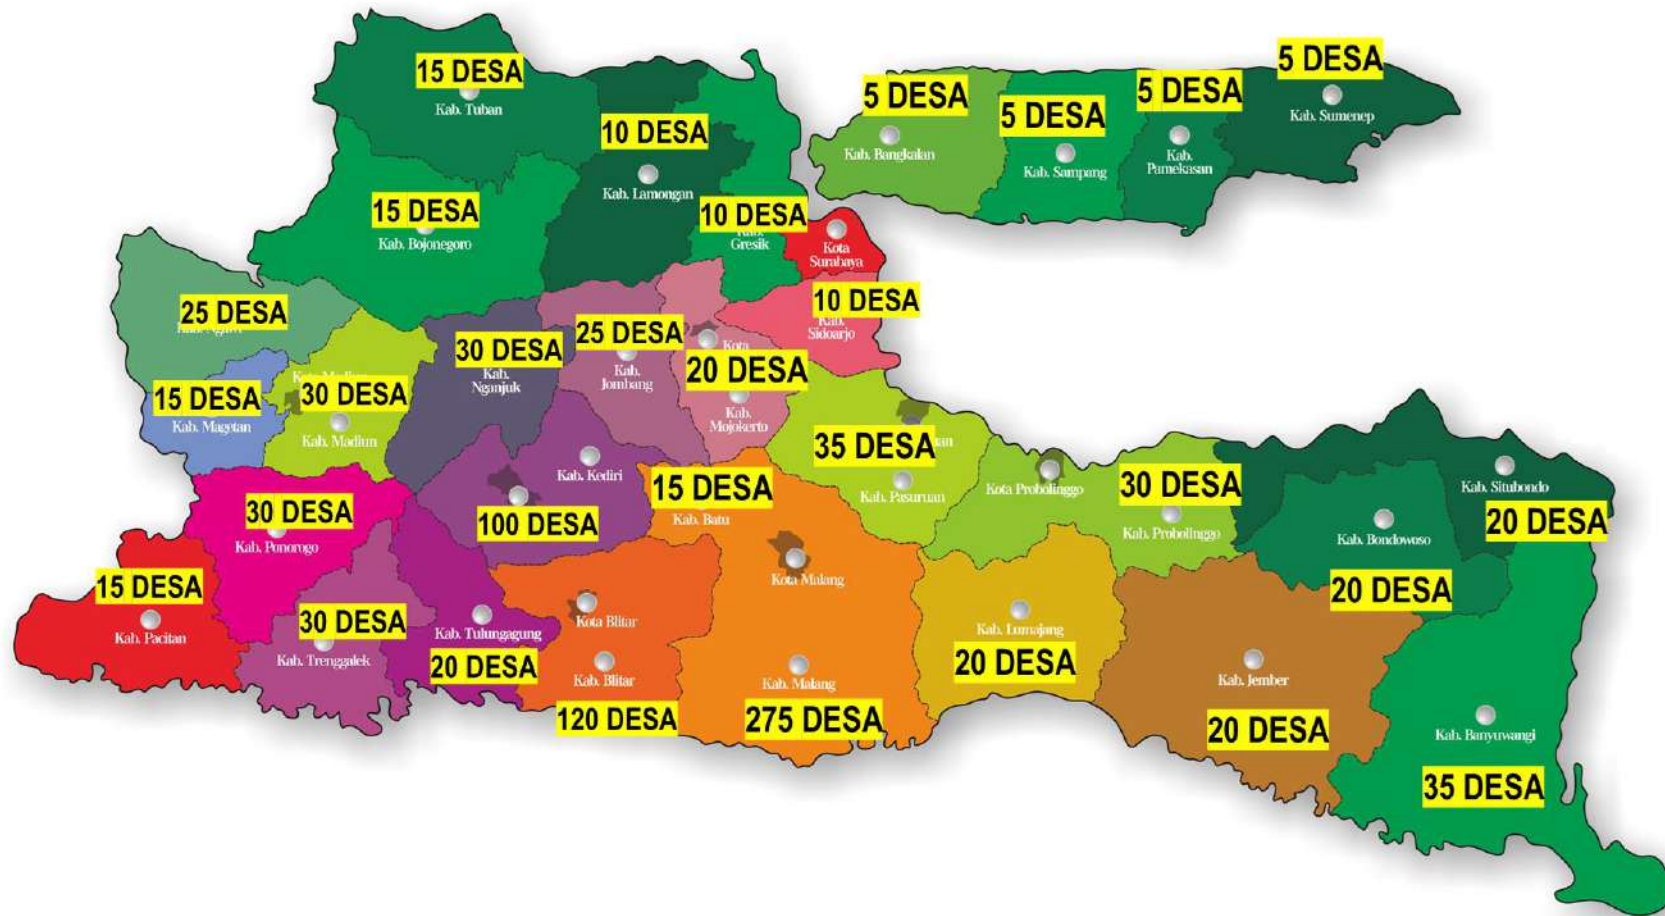 15 DESA
Kab. Tuban
10 DESA
Kab. Lamongan
15 DESA
Kab. Bojonegoro
10 DESA
Gresik
Kota
Surabaya
5 DESA
Kab. Bangkalan
5 DESA
Kab. Sampang
5 DESA
Kab.
Pamekasan
5 DESA
Kab. Sumenep
25 DESA
15 DESA
Kab. Magetan
30 DESA
Kab. Madiun
30 DESA
Kab.
Nganjuk
25 DESA
Kab.
Jombang
Kota
20 DESA
Kab.
Mojokerto
10 DESA
Kab.
Sidoarjo
35 DESA
Kab. Pasuruan
Kota Probolinggo
30 DESA
Kab. Probolinggo
Kab. Situbondo
20 DESA
Kab. Bondowoso
20 DESA
30 DESA
Kab. Ponorogo
Kab. Kediri
100 DESA
15 DESA
Kab. Batu
Kota Malang
15 DESA
Kab. Pacitan
30 DESA
Kab. Trenggalek
Kab. Tulungagung
20 DESA
Kota Blitar
Kab. Blitar
120 DESA
Kab. Malang
275 DESA
Kab. Lumajang
20 DESA
Kab. Jember
20 DESA
Kab. Banyuwangi
35 DESA